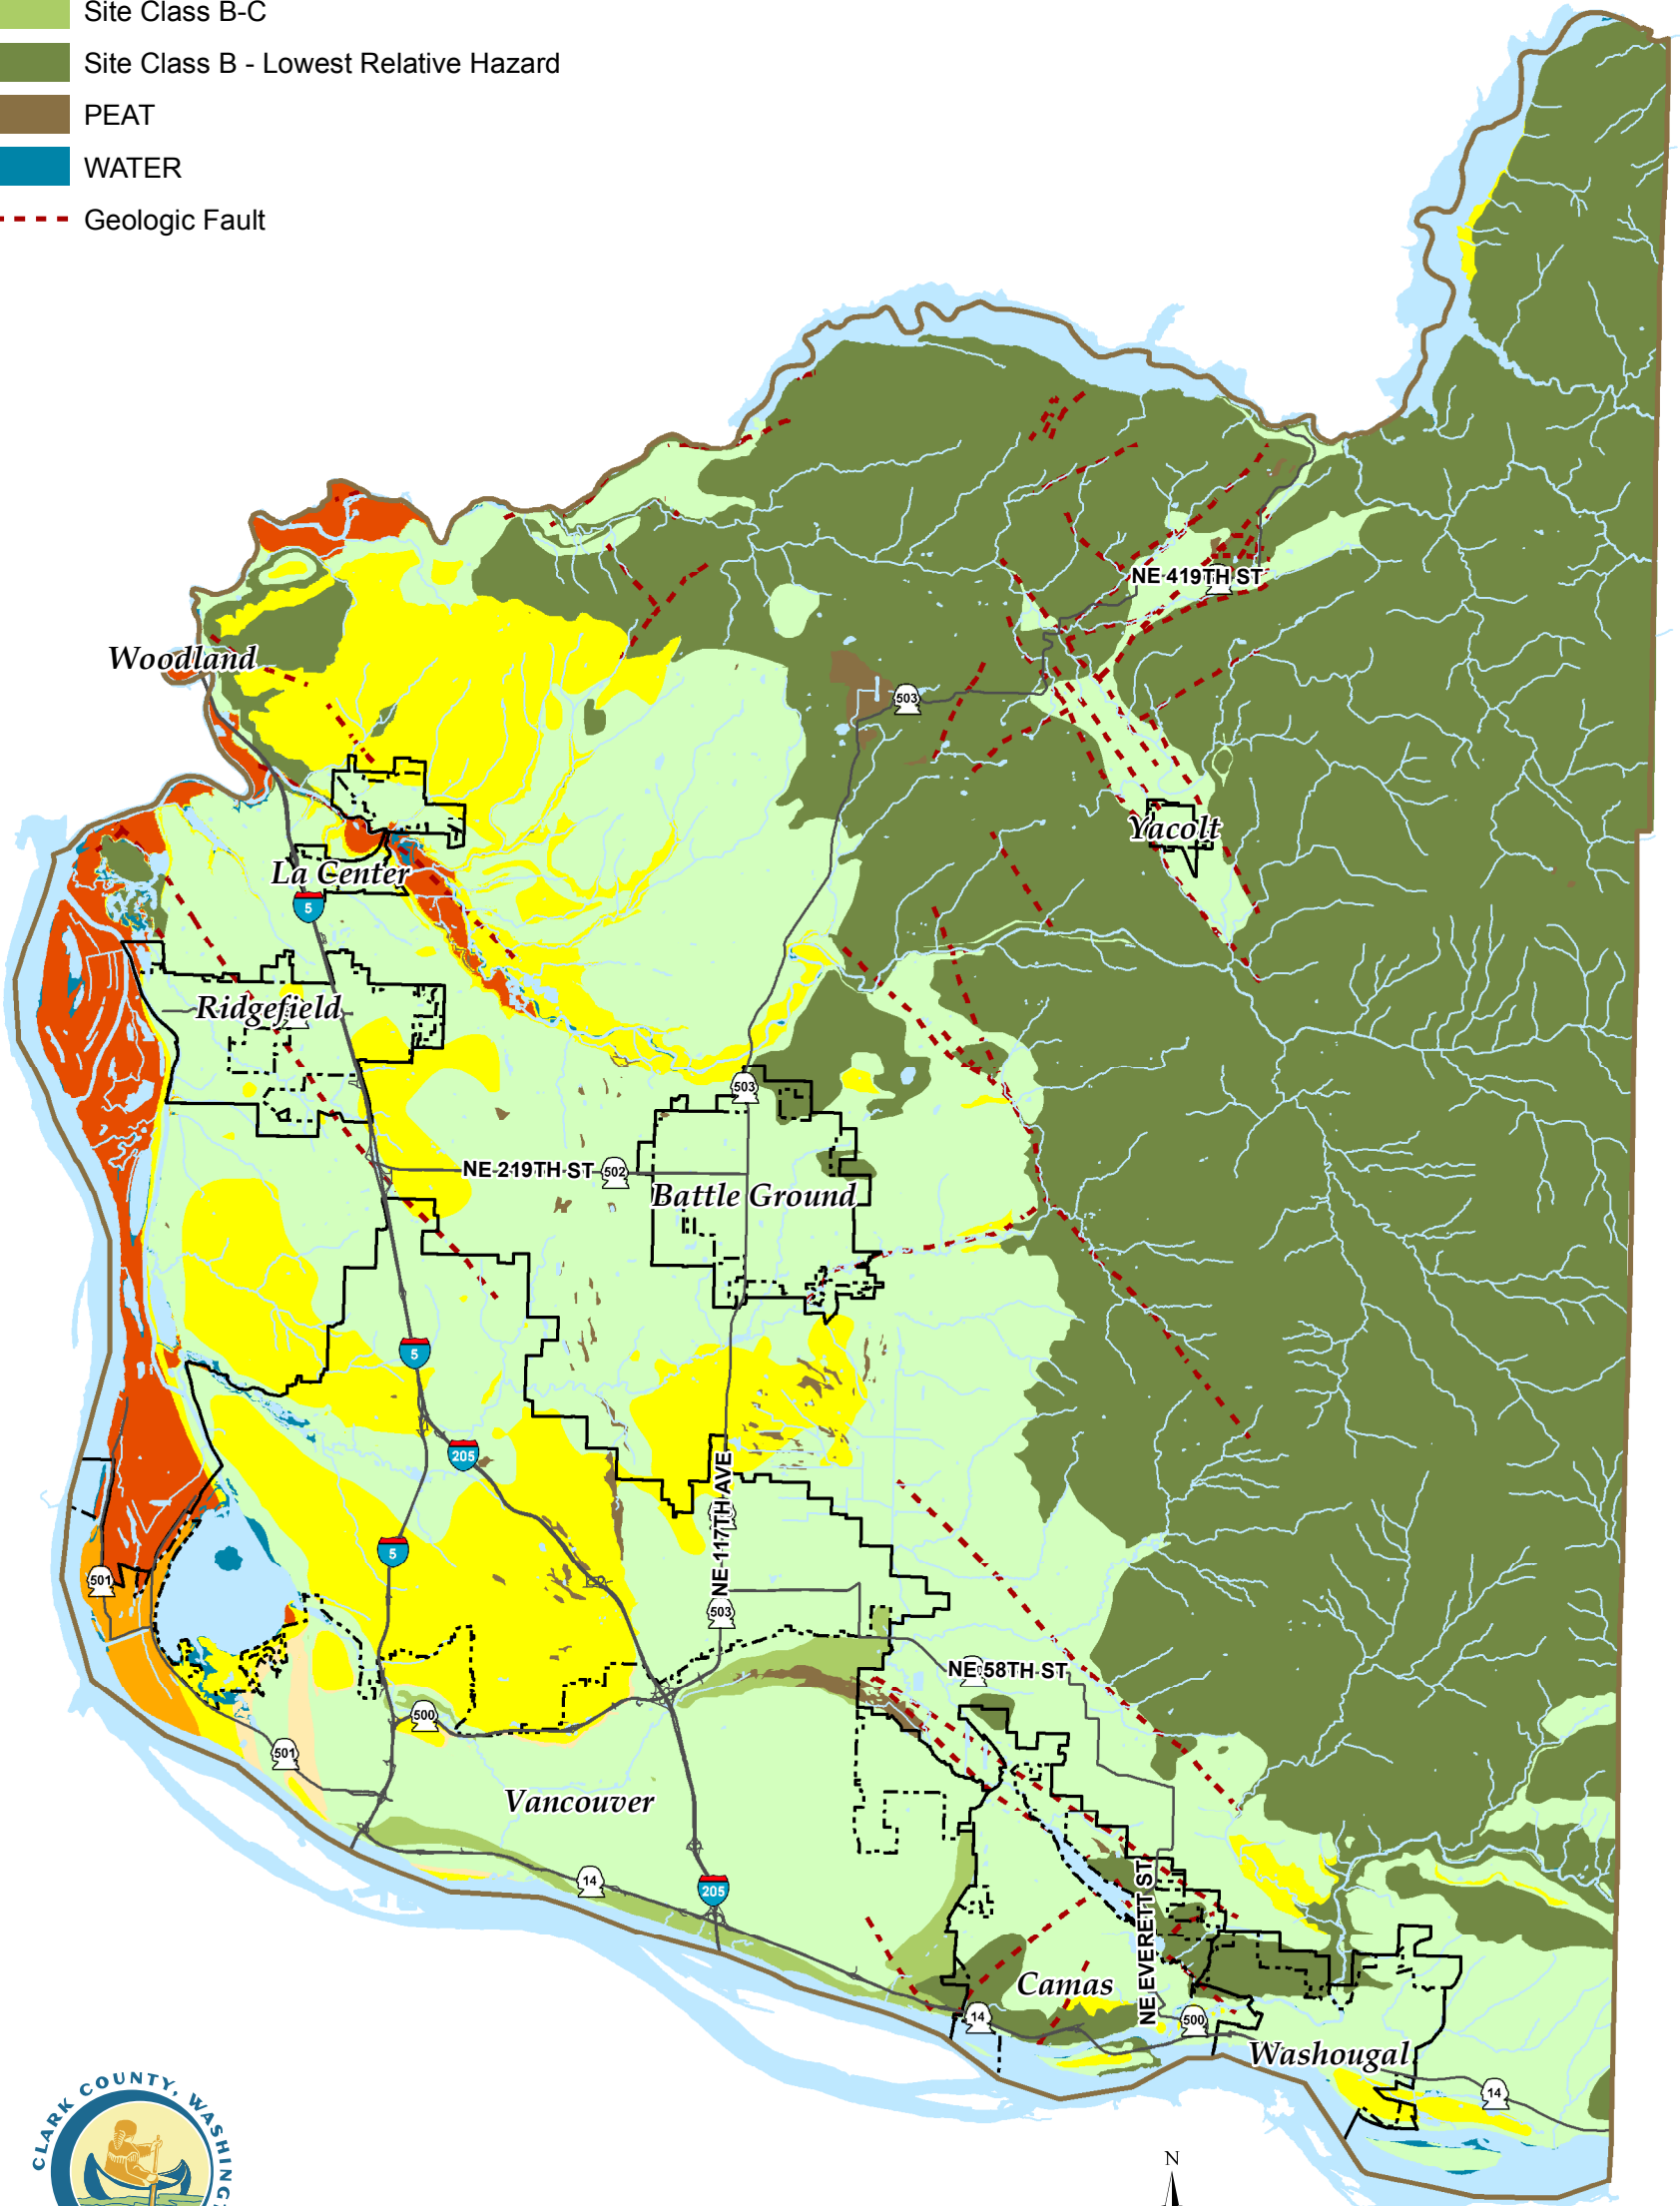 Site Class B-C
Site Class B - Lowest Relative Hazard
PEAT
WATER
Geologic Fault
NE 419TH ST
Woodland
503
Yacolt
La Center
5
Ridgefield
503
NE 219TH ST
502
Battle Ground
5
205
NE 117TH AVE
5
501
503
NE 58TH ST
500
501
Vancouver
14
205
NE EVERETT ST
Camas
14
500
Washougal
14
CLARK COUNTY,
N